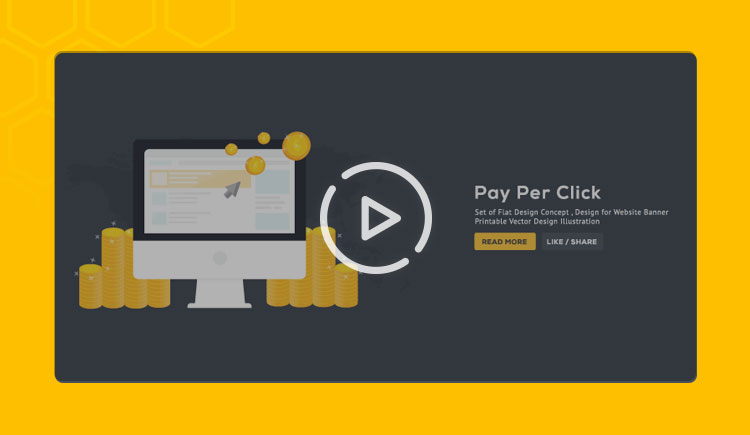 Pay Per Click
Set of Flat Design Concept , Design for Website Banner
Printable Vector Design Illustration
READ MORE
LIKE / SHARE